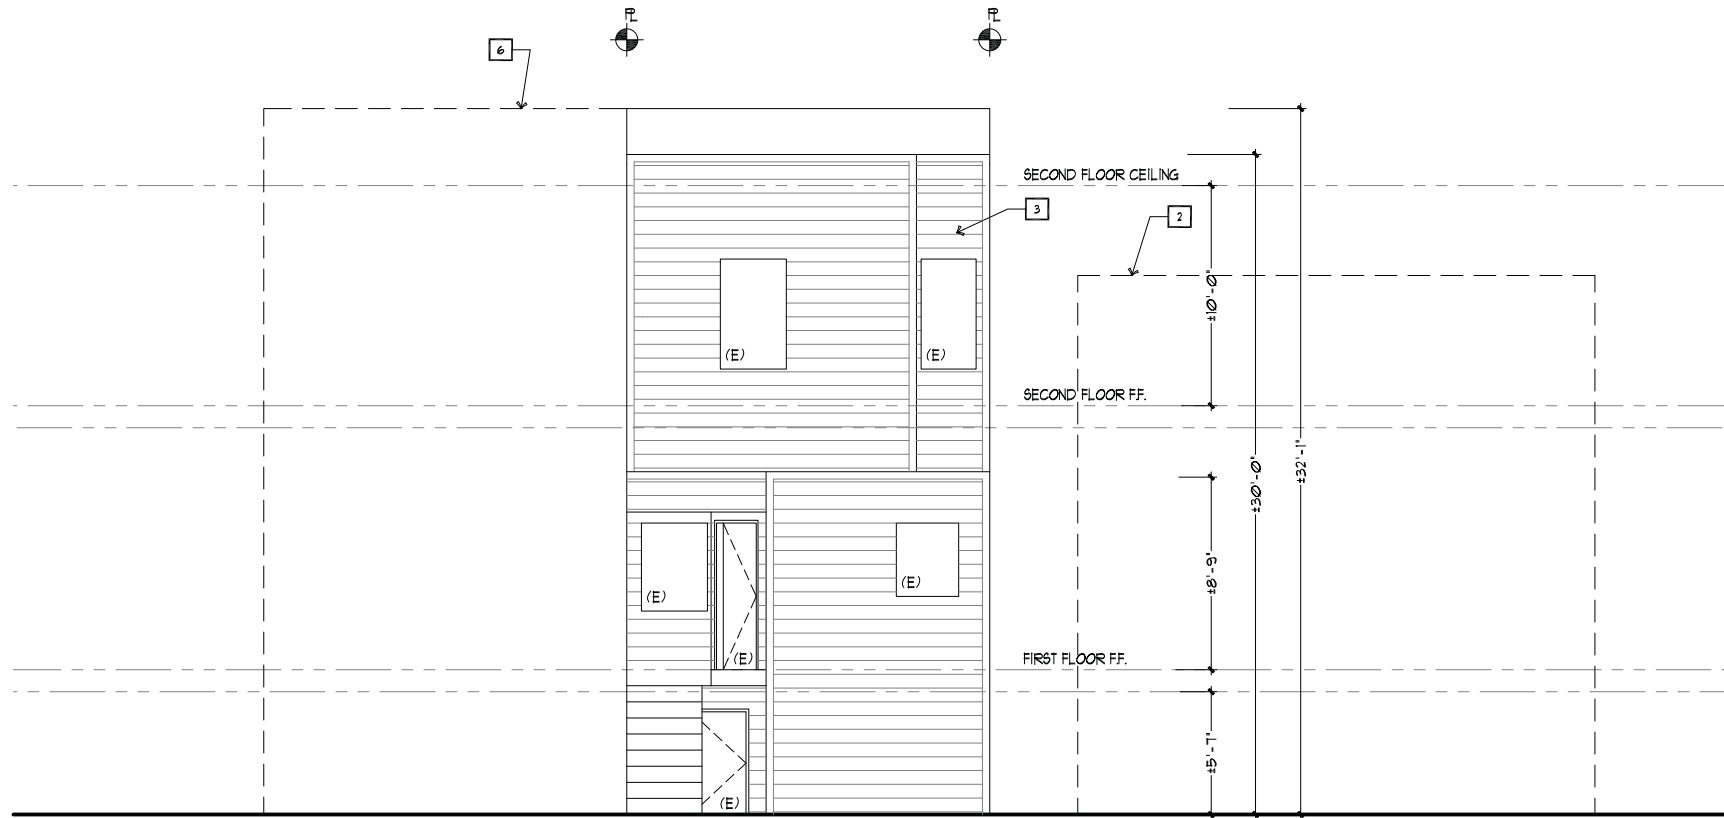 PL
PL
6
SECOND FLOOR CEILING
3
2
±10'-0"
(E)
(E)
SECOND FLOOR F.F.
±32'-1"
±30'-0"
±8'-9"
(E)
(E)
(E)
FIRST FLOOR F.F.
±5'-7"
(E)